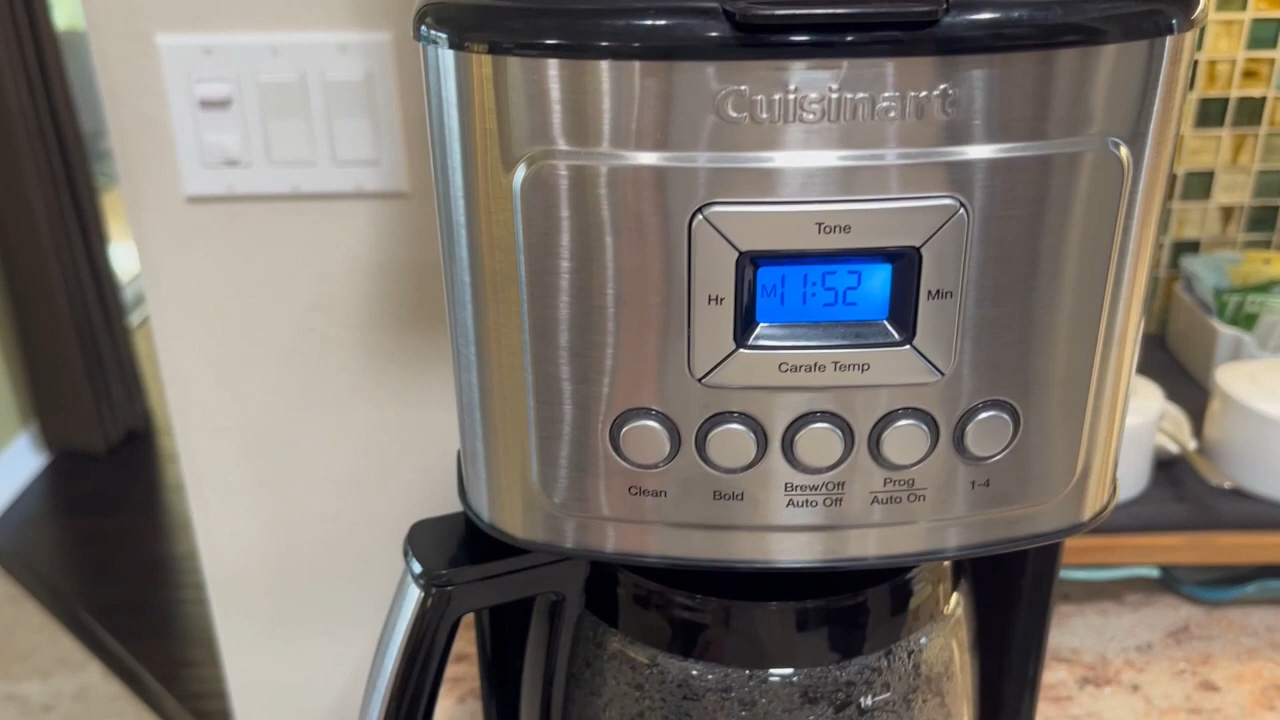 Cuisinart
Tone
Hr
M 11:52
Min
Carafe Temp
Clean
Bold
Brew/Off
Auto Off
Prog
Auto On
1-4
14